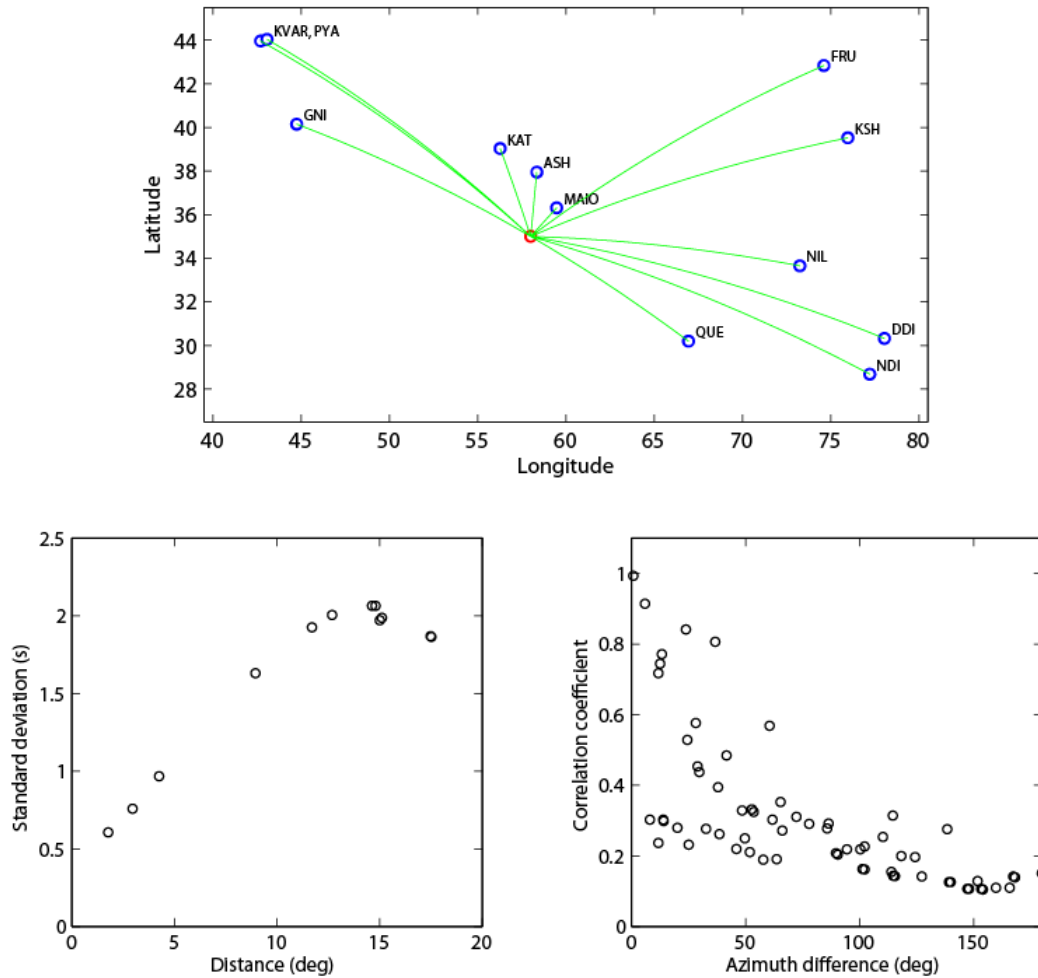 44
42
40
38
36
34
32
30
28
Latitude
KVAR, PYA
FRU
GNI
KSH
KAT
ASH
MAIO
NIL
DDI
QUE
NDI
40 45 50 55 60 65 70 75 80
Longitude
2.5
2
1.5
1
0.5
0
Standard deviation (s)
0 5 10 15 20
Distance (deg)
1
0.8
0.6
0.4
0.2
0
Correlation coefficient
0 50 100 150
Azimuth difference (deg)